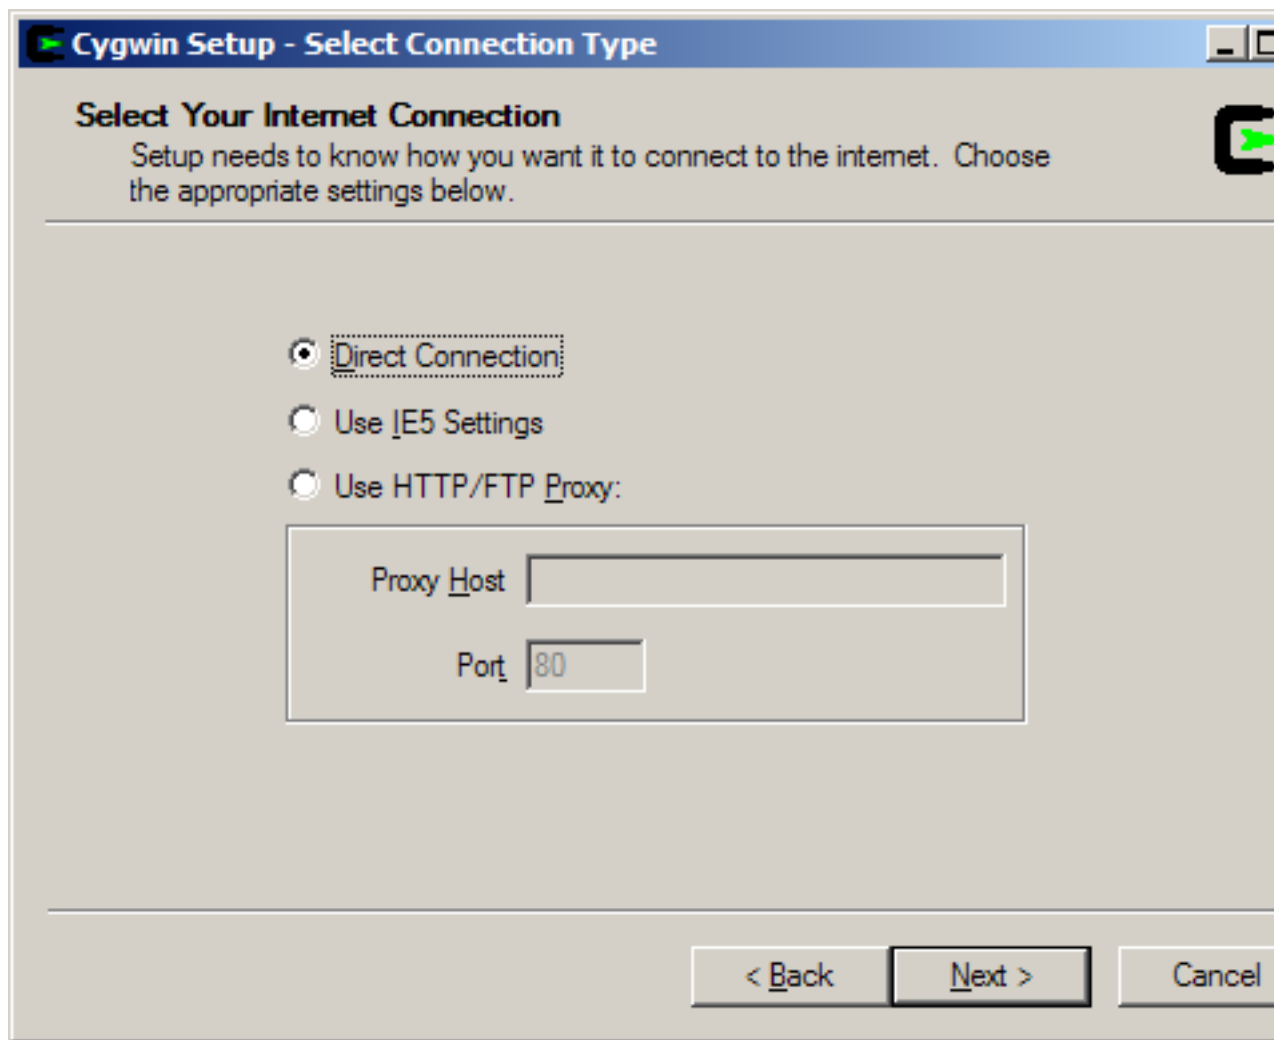 Cygwin Setup - Select Connection Type
Select Your Internet Connection
Setup needs to know how you want it to connect to the internet.  Choose
the appropriate settings below.
Direct Connection
Use IE5 Settings
Use HTTP/FTP Proxy:
Proxy Host
Port 80
< Back Next > Cancel